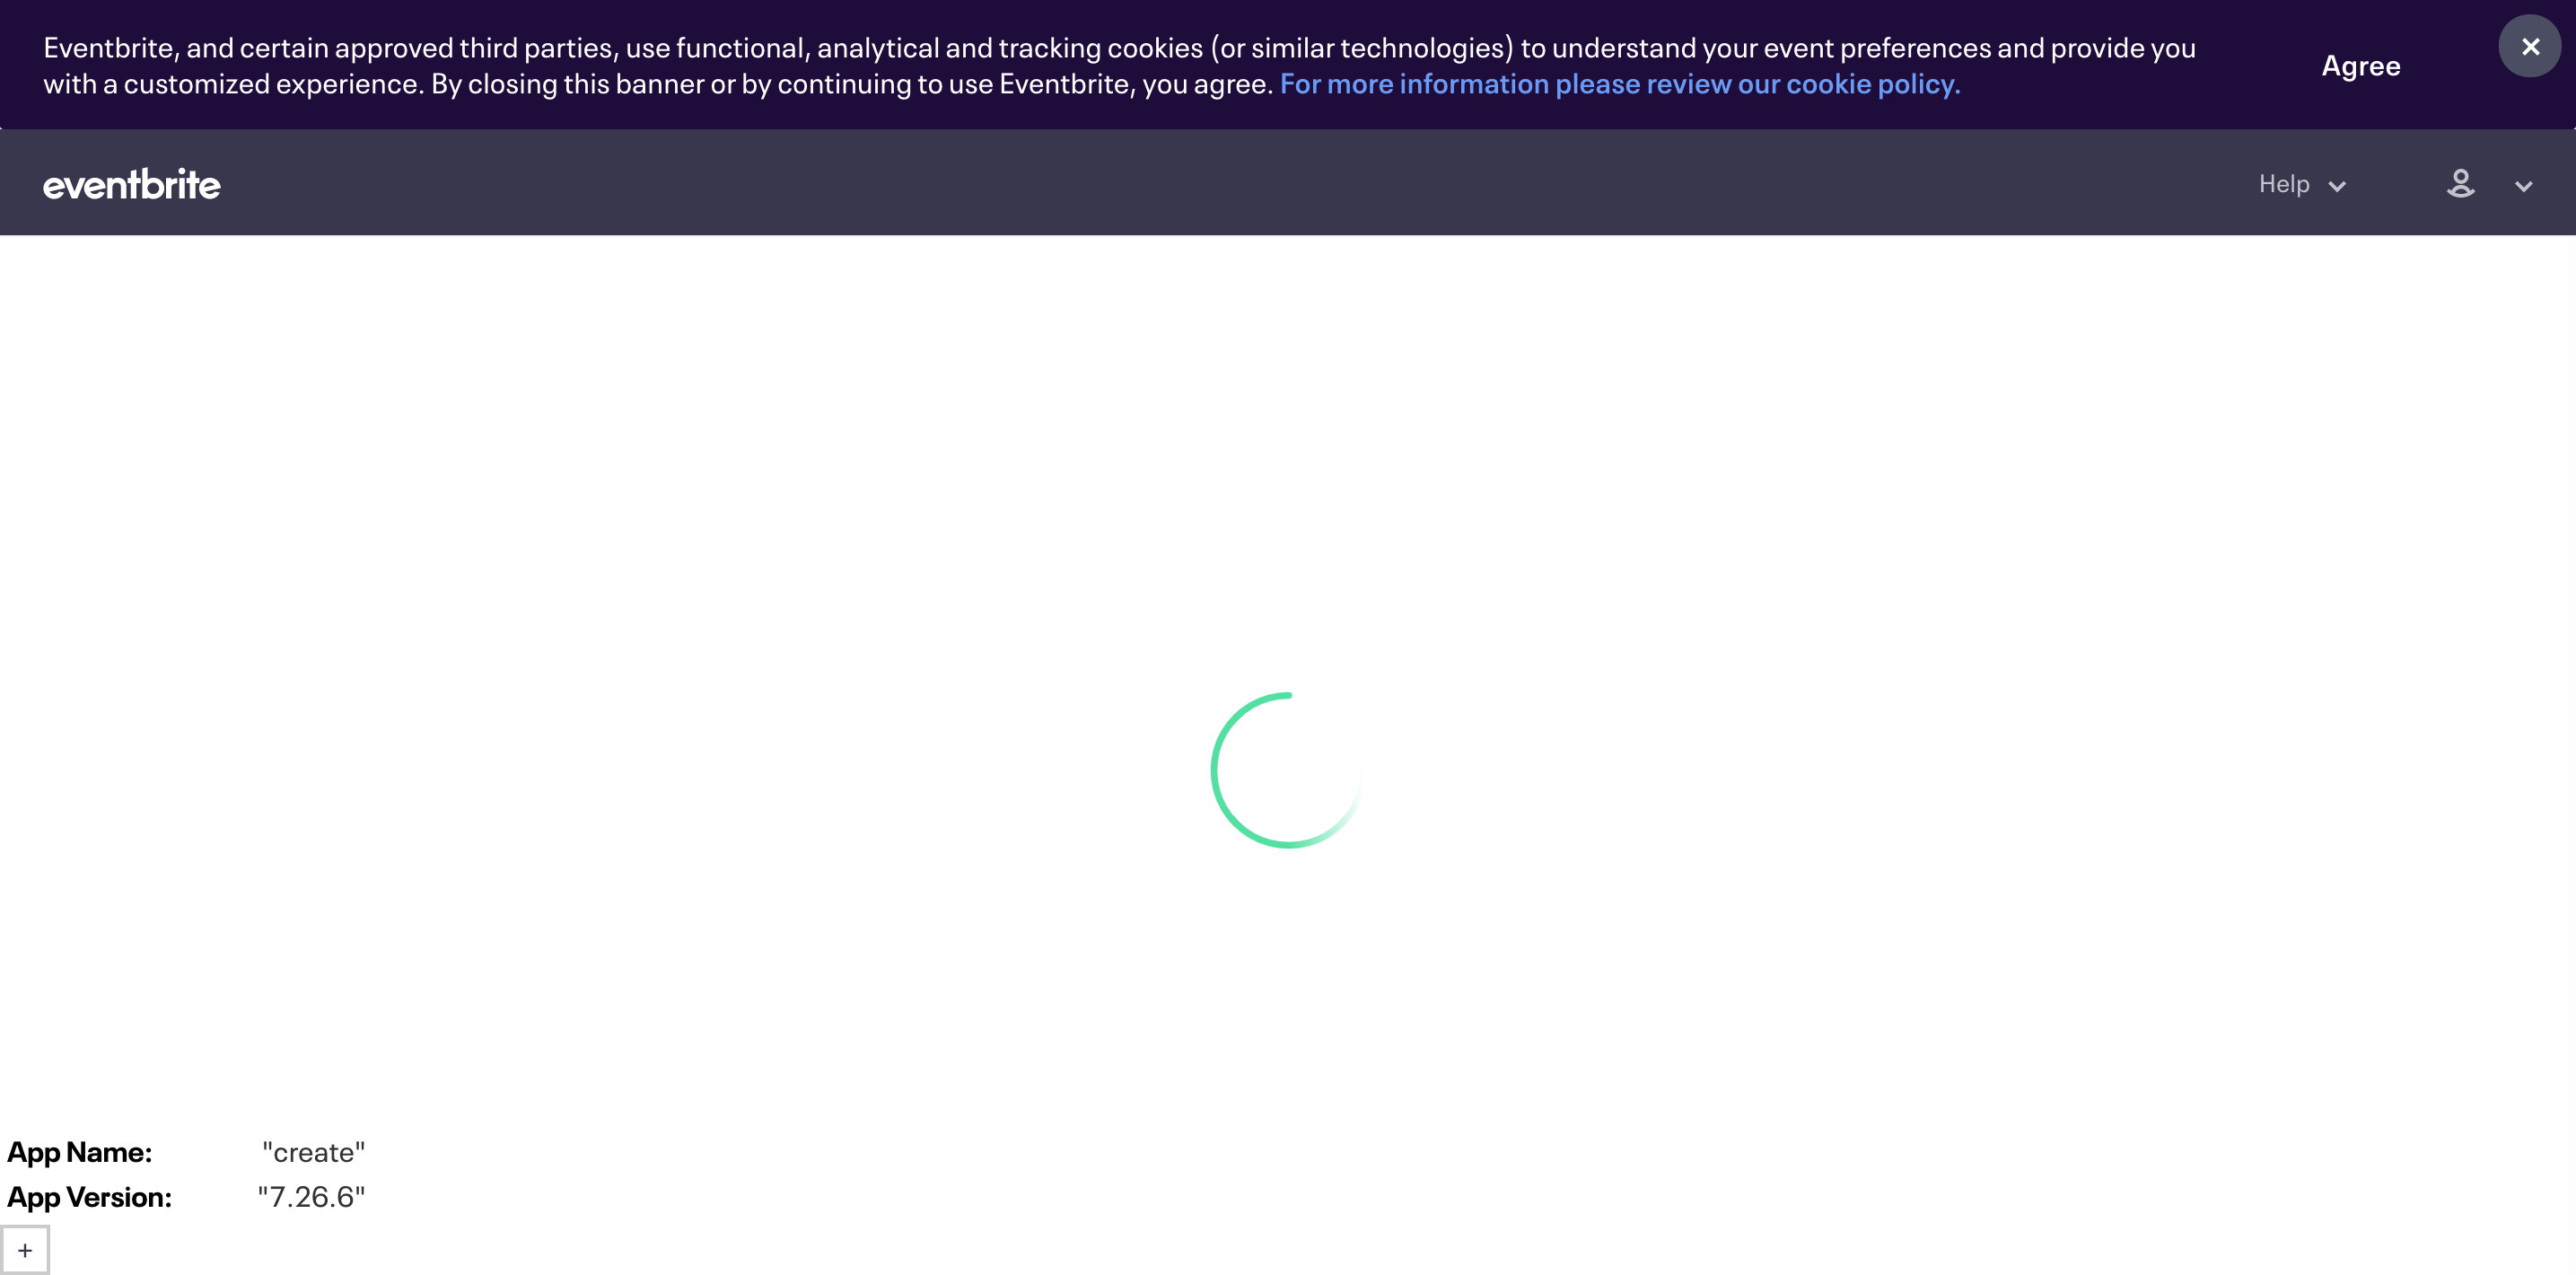 Eventbrite, and certain approved third parties, use functional, analytical and tracking cookies (or similar technologies) to understand your event preferences and provide you
with a customized experience. By closing this banner or by continuing to use Eventbrite, you agree. For more information please review our cookie policy.
Agree
eventbrite
Help
App Name: "create"
App Version: "7.26.6"
+